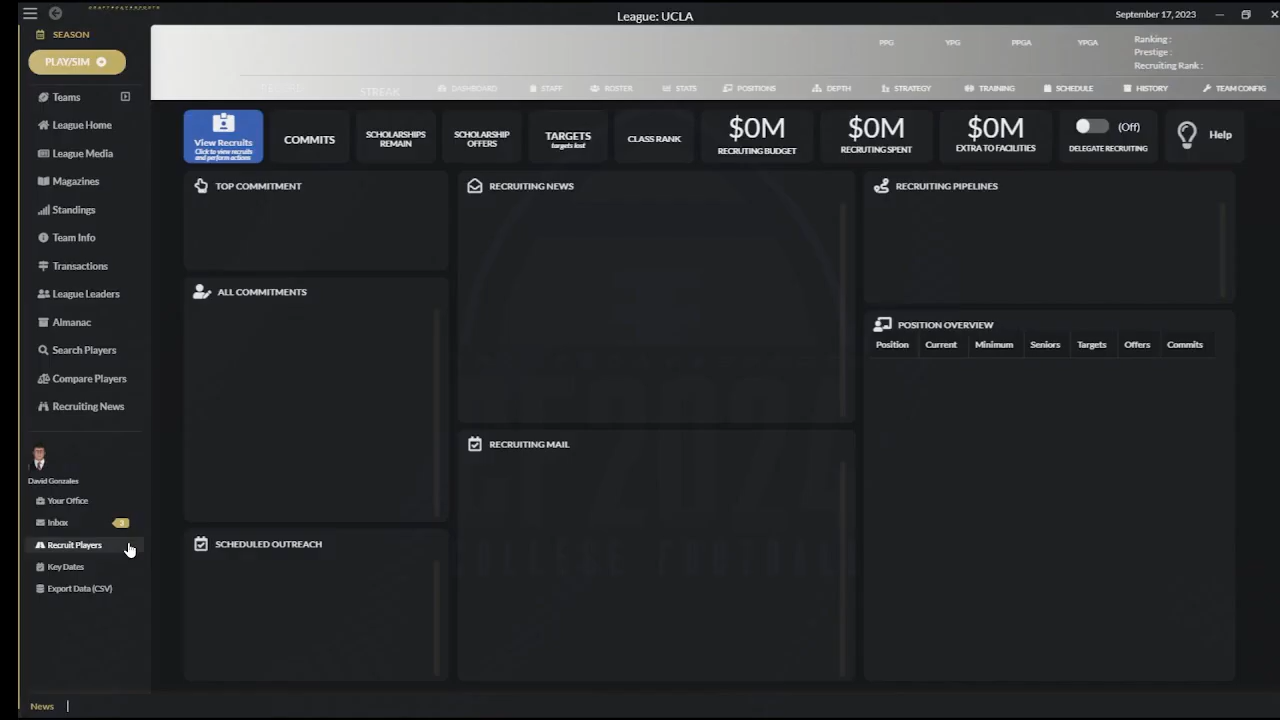 League: UCLA
September 17, 2023
SEASON
PLAY/SIM
Teams
League Home
League Media
Magazines
Standings
Team Info
Transactions
League Leaders
Almanac
Search Players
Compare Players
Recruiting News
David Gonzales
Your Office
Inbox
Recruit Players
Key Dates
Export Data (CSV)
PPG YPG PPGA YPGA
Ranking :
Prestige :
Recruiting Rank :
STREAK
DASHBOARD STAFF ROSTER STATS POSITIONS DEPTH STRATEGY TRAINING SCHEDULE HISTORY TEAM CONFIG
View Recruits
Click to view recruits
and perform actions
COMMITS
SCHOLARSHIPS
REMAIN
SCHOLARSHIP
OFFERS
TARGETS
targets lost
CLASS RANK
$0M
RECRUITING BUDGET
$0M
RECRUITING SPENT
$0M
EXTRA TO FACILITIES
(Off)
DELEGATE RECRUITING
Help
TOP COMMITMENT
ALL COMMITMENTS
SCHEDULED OUTREACH
RECRUITING NEWS
RECRUITING MAIL
RECRUITING PIPELINES
POSITION OVERVIEW
Position Current Minimum Seniors Targets Offers Commits
News